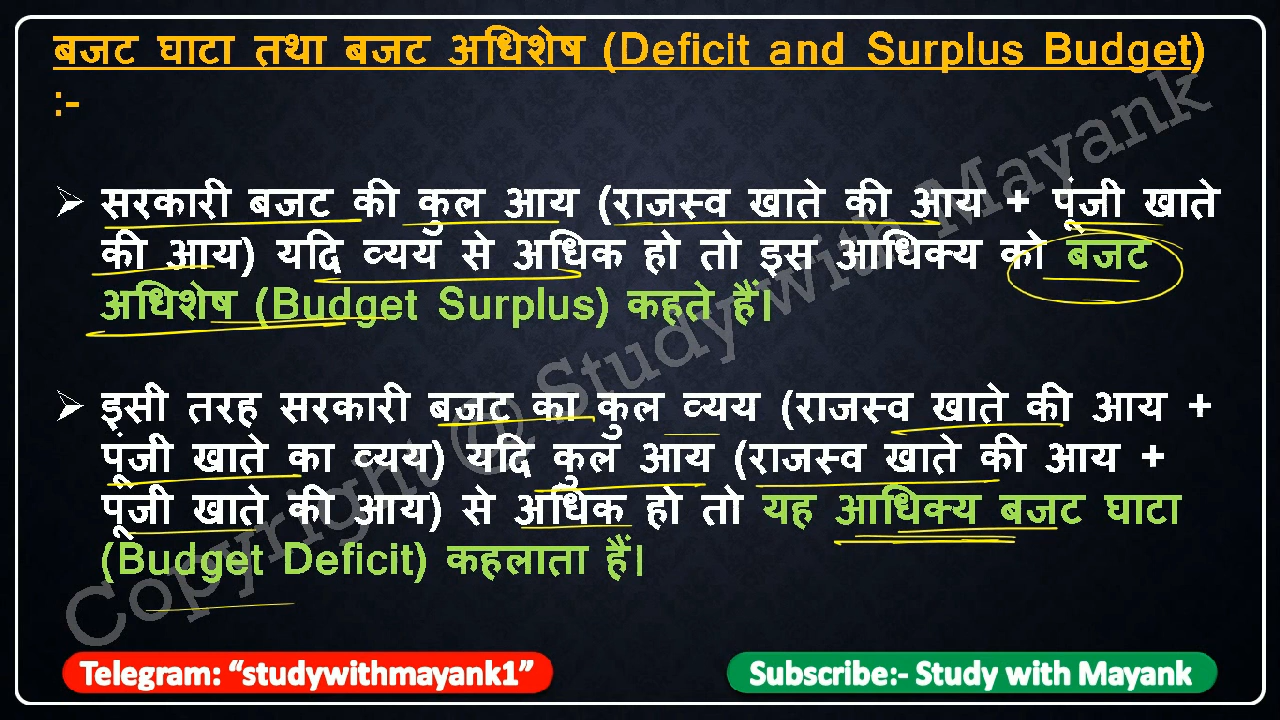 बजट घाटा तथा बजट अधिशेष (Deficit and Surplus Budget)
:-
➢ सरकारी बजट की कुल आय (राजस्व खाते की आय + पूंजी खाते
की आय) यदि व्यय से अधिक हो तो इस आधिक्य को बजट
अधिशेष (Budget Surplus) कहते हैं।
➢ इसी तरह सरकारी बजट का कुल व्यय (राजस्व खाते की आय +
पूंजी खाते का व्यय) यदि कुल आय (राजस्व खाते की आय +
पूंजी खाते की आय) से अधिक हो तो यह आधिक्य बजट घाटा
(Budget Deficit) कहलाता हैं।
Copyright @ Studywith Mayank
Telegram: “studywithmayank1”
Subscribe:- Study with Mayank